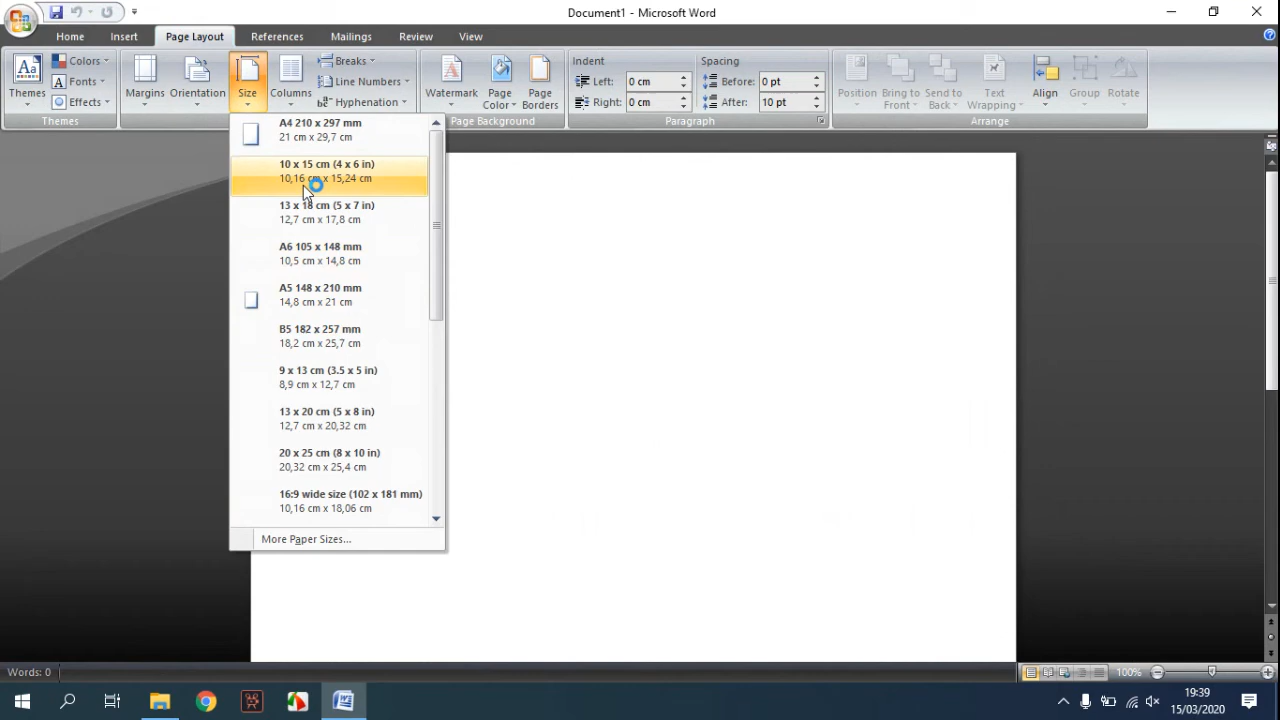 Document1 - Microsoft Word
Home Insert Page Layout References Mailings Review View
Themes
Colors
Fonts
Effects
Themes
Margins
Orientation
Size
Columns
Breaks
Line Numbers
Hyphenation
Watermark
Page Color
Page Borders
Page Background
Indent
Left: 0 cm
Right: 0 cm
Spacing
Before: 0 pt
After: 10 pt
Paragraph
Position
Bring to Front
Send to Back
Text Wrapping
Align
Group
Rotate
Arrange
A4 210 x 297 mm
21 cm x 29,7 cm
10 x 15 cm (4 x 6 in)
10,16 cm x 15,24 cm
13 x 18 cm (5 x 7 in)
12,7 cm x 17,8 cm
A6 105 x 148 mm
10,5 cm x 14,8 cm
A5 148 x 210 mm
14,8 cm x 21 cm
B5 182 x 257 mm
18,2 cm x 25,7 cm
9 x 13 cm (3.5 x 5 in)
8,9 cm x 12,7 cm
13 x 20 cm (5 x 8 in)
12,7 cm x 20,32 cm
20 x 25 cm (8 x 10 in)
20,32 cm x 25,4 cm
16:9 wide size (102 x 181 mm)
10,16 cm x 18,06 cm
More Paper Sizes...
Words: 0
100%
19:39
15/03/2020